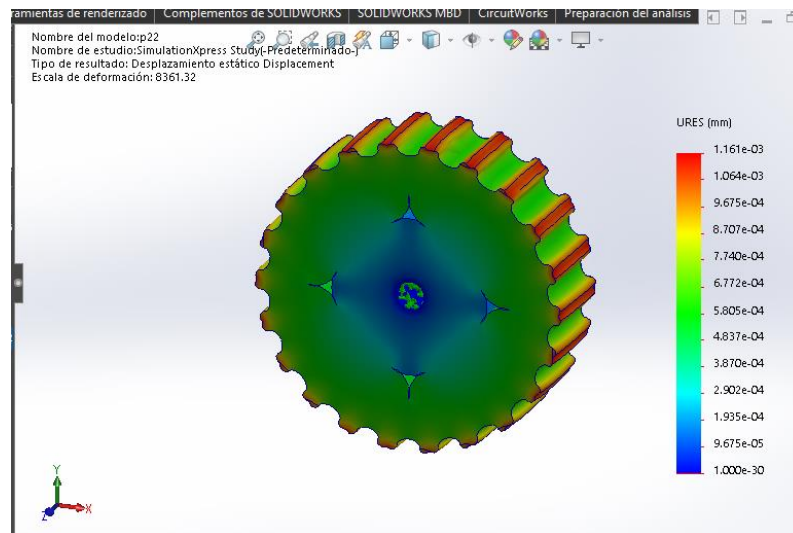 ramientas de renderizado Complementos de SOLIDWORKS SOLIDWORKS MBD CircuitWorks Preparación del análisis
Nombre del modelo:p22
Nombre de estudio:SimulationXpress Study(-Predeterminado-)
Tipo de resultado: Desplazamiento estático Displacement
Escala de deformación: 8361.32
URES (mm)
1.161e-03
1.064e-03
9.675e-04
8.707e-04
7.740e-04
6.772e-04
5.805e-04
4.837e-04
3.870e-04
2.902e-04
1.935e-04
9.675e-05
1.000e-30
Y
X
Z